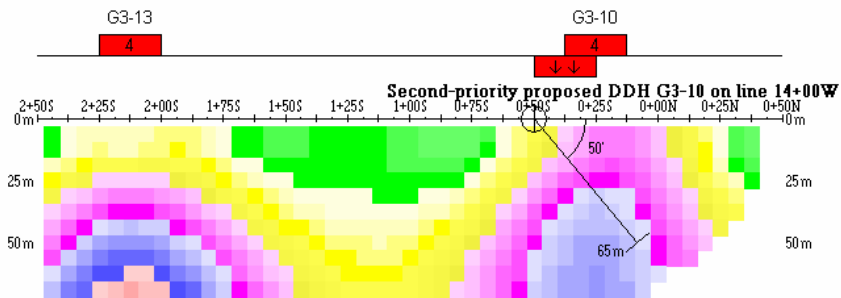 G3-13 G3-10
4 4
↓ ↓
Second-priority proposed DDH G3-10 on line 14+00W
2+50S 2+25S 2+00S 1+75S 1+50S 1+25S 1+00S 0+75S 0+50S 0+25S 0+00N 0+25N 0+50N
0m 0m
50'
25m 25m
50m 65m 50m